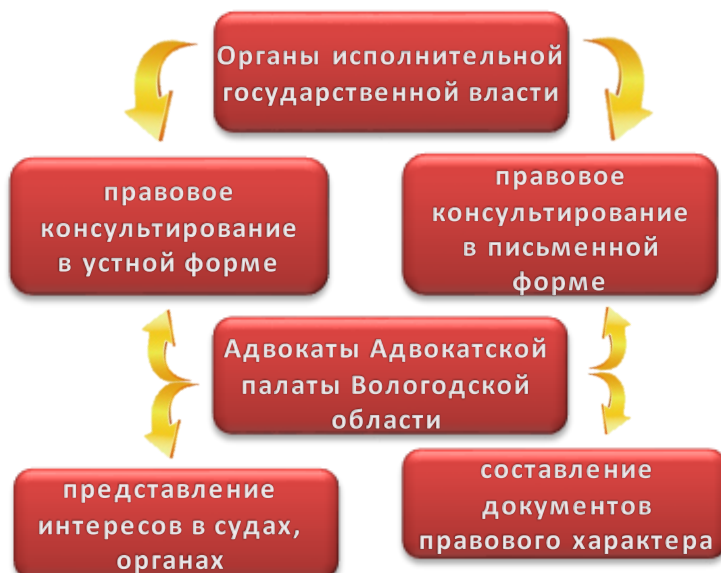 Органы исполнительной
государственной власти
правовое
консультирование
в устной форме
правовое
консультирование
в письменной
форме
Адвокаты Адвокатской
палаты Вологодской
области
представление
интересов в судах,
органах
составление
документов
правового характера